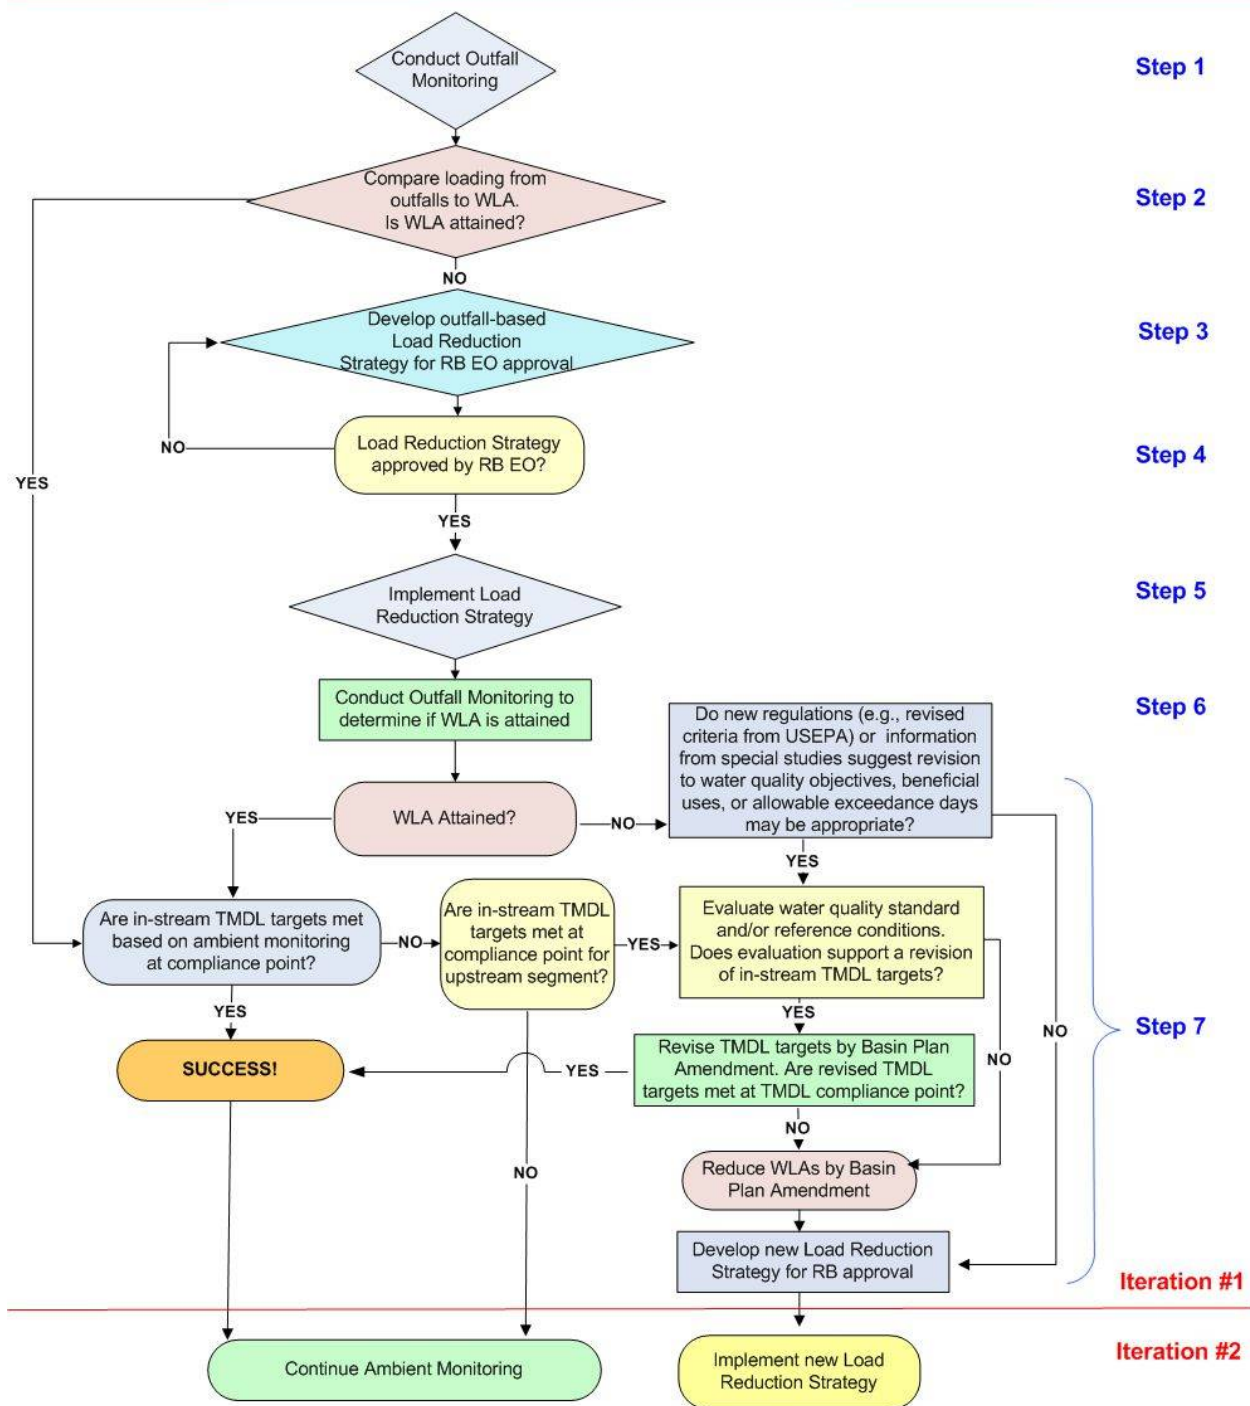 Conduct Outfall
Monitoring
Step 1
Compare loading from
outfalls to WLA.
Is WLA attained?
Step 2
NO
Develop outfall-based
Load Reduction
Strategy for RB EO approval
Step 3
NO
Load Reduction Strategy
approved by RB EO?
Step 4
YES
YES
Implement Load
Reduction Strategy
Step 5
Conduct Outfall Monitoring to
determine if WLA is attained
Step 6
Do new regulations (e.g., revised
criteria from USEPA) or information
from special studies suggest revision
to water quality objectives, beneficial
uses, or allowable exceedance days
may be appropriate?
YES
WLA Attained?
NO
YES
Are in-stream TMDL targets met
based on ambient monitoring
at compliance point?
NO
Are in-stream TMDL
targets met at
compliance point for
upstream segment?
YES
Evaluate water quality standard
and/or reference conditions.
Does evaluation support a revision
of in-stream TMDL targets?
YES
YES
NO
NO
Step 7
SUCCESS!
YES
Revise TMDL targets by Basin Plan
Amendment. Are revised TMDL
targets met at TMDL compliance point?
NO
NO
Reduce WLAs by Basin
Plan Amendment
Develop new Load Reduction
Strategy for RB approval
Iteration #1
Iteration #2
Continue Ambient Monitoring
Implement new Load
Reduction Strategy